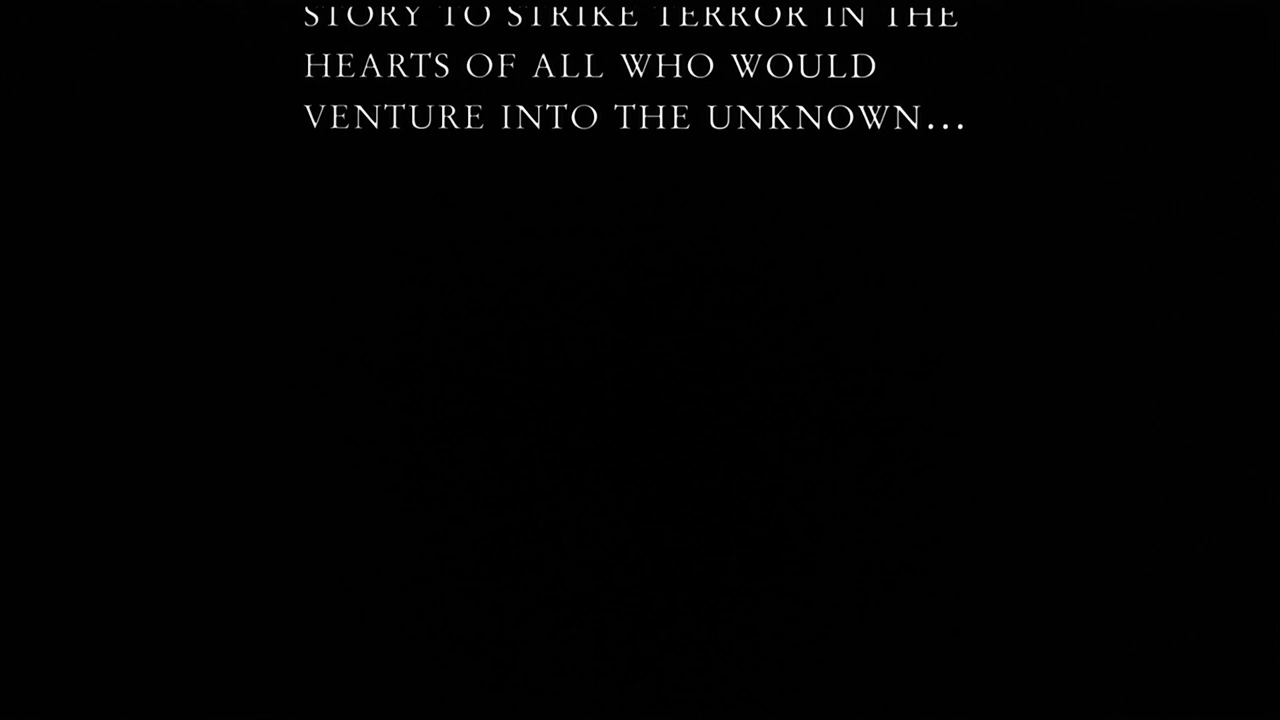 STORY TO STRIKE TERROR IN THE
HEARTS OF ALL WHO WOULD
VENTURE INTO THE UNKNOWN...